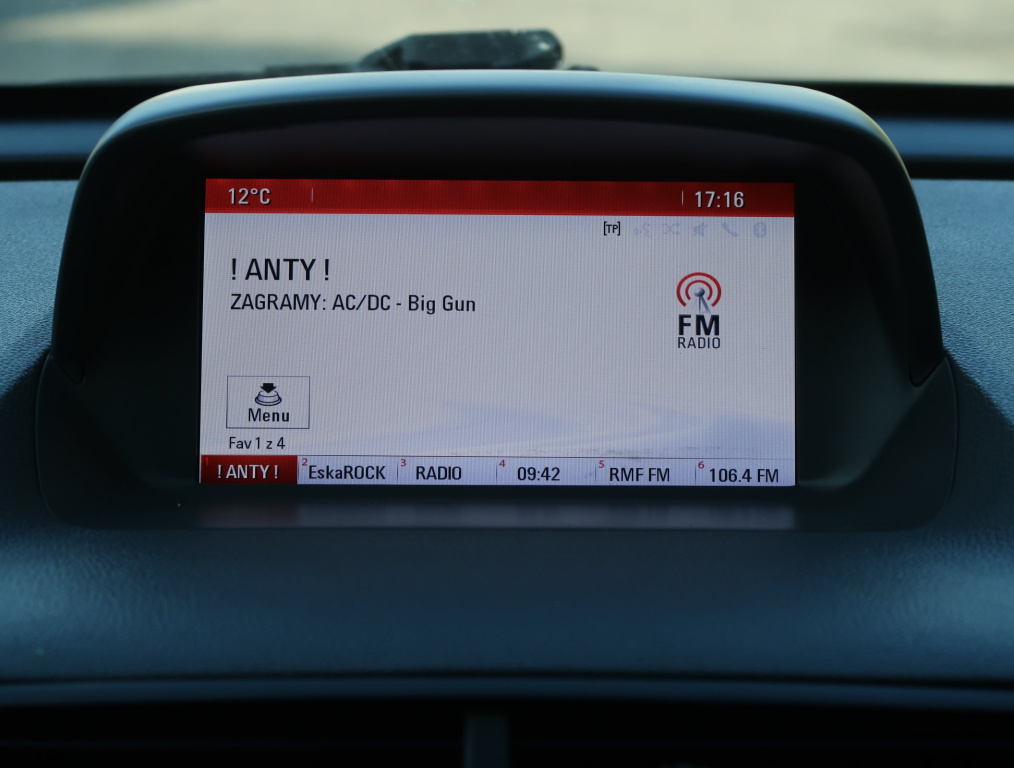 12°C
17:16
[TP]
! ANTY !
ZAGRAMY: AC/DC - Big Gun
FM
RADIO
Menu
Fav 1 z 4
1 ! ANTY ! 2 EskaROCK 3 RADIO 4 09:42 5 RMF FM 6 106.4 FM